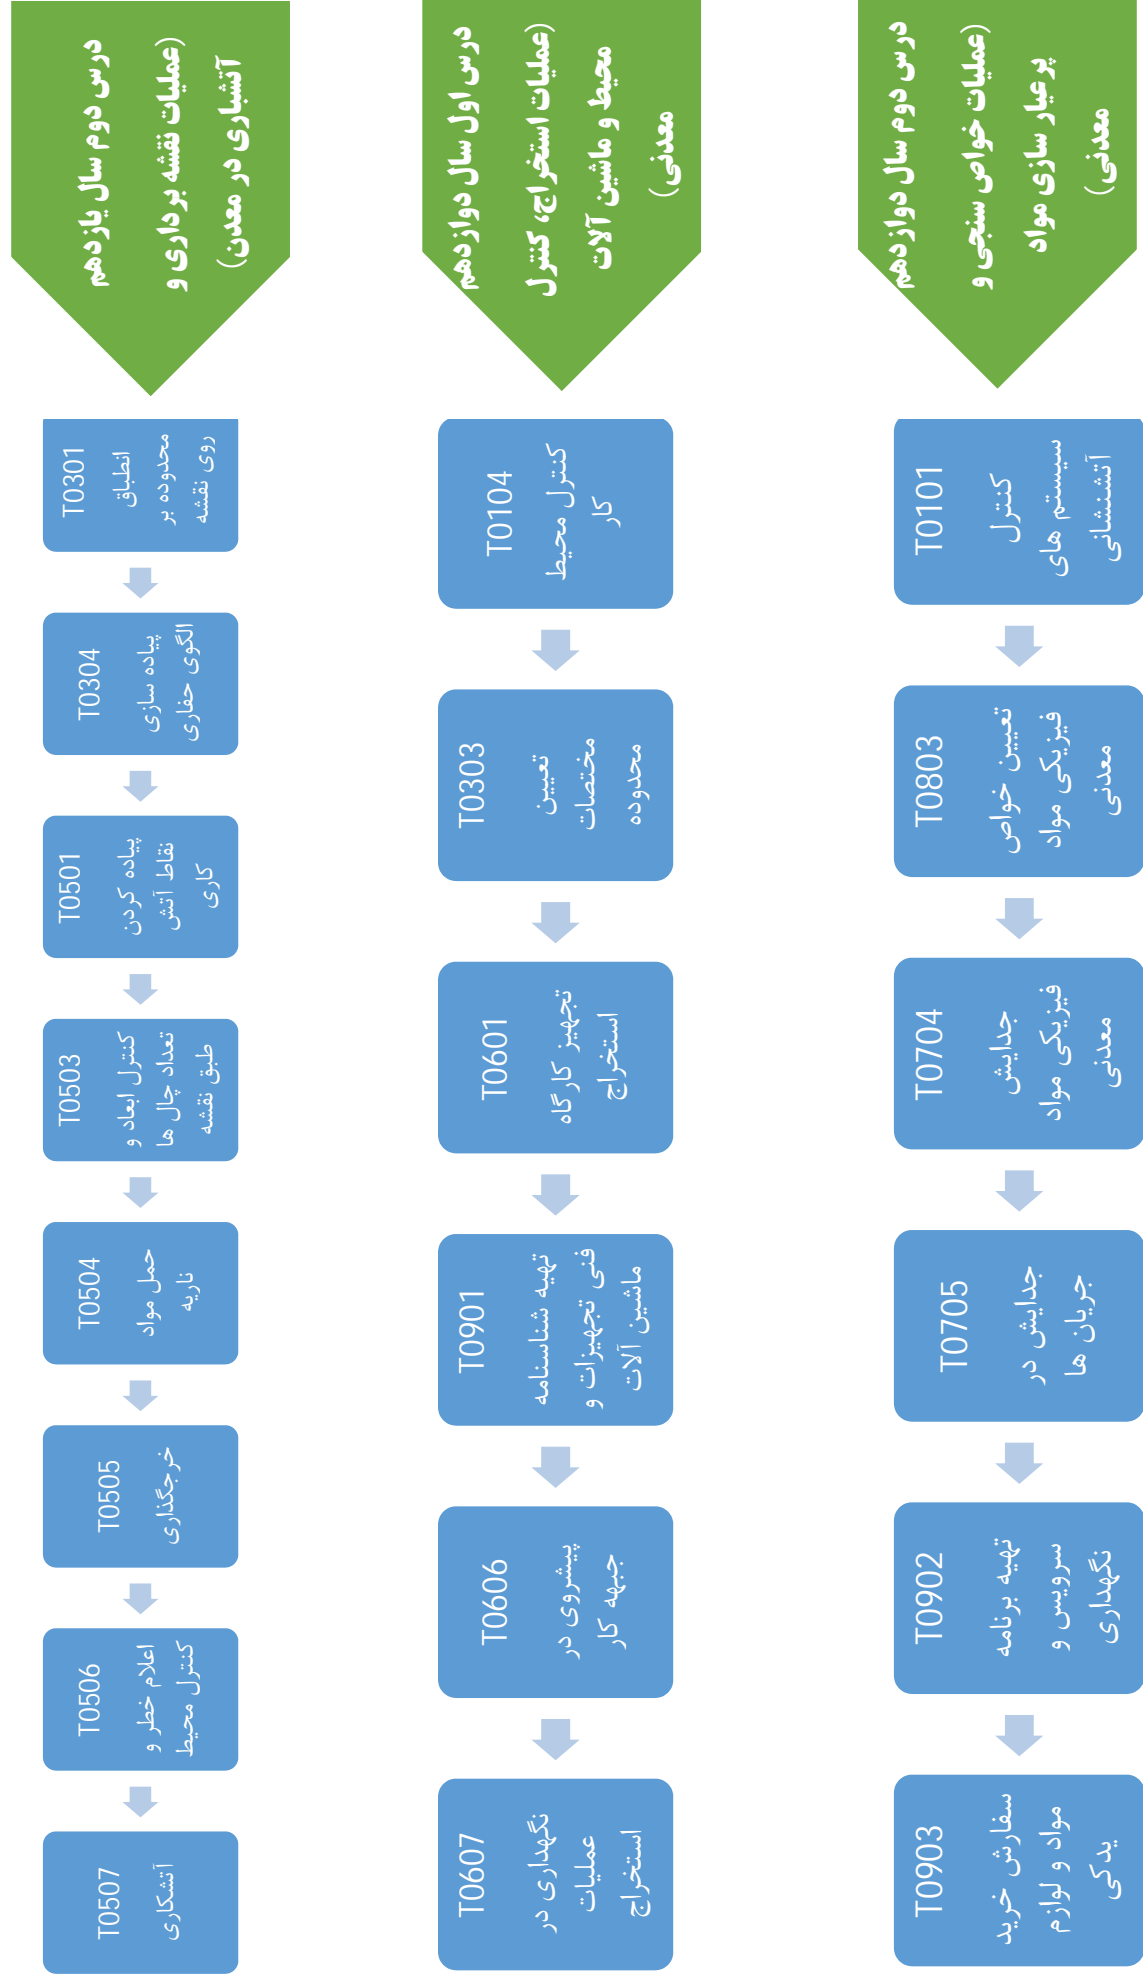 درس دوم سال یازدهم
(عملیات نقشه برداری و
آتشباری در معدن)
T0301
انطباق
محدوده بر
روی نقشه
T0304
پیاده سازی
الگوی حفاری
T0501
پیاده کردن
نقاط آتش
کاری
T0503
کنترل ابعاد و
تعداد چال ها
طبق نقشه
T0504
حمل مواد
ناریه
T0505
خرجگذاری
T0506
اعلام خطر و
کنترل محیط
T0507
آتشکاری
درس اول سال دوازدهم
(عملیات استخراج، کنترل
محیط و ماشین آلات
معدنی)
T0104
کنترل محیط
کار
T0303
تعیین
مختصات
محدوده
T0601
تجهیز کارگاه
استخراج
T0901
تهیه شناسنامه
فنی تجهیزات و
ماشین آلات
T0606
پیشروی در
جبهه کار
T0607
نگهداری در
عملیات
استخراج
درس دوم سال دوازدهم
(عملیات خواص سنجی و
پرعیار سازی مواد
معدنی)
T0101
کنترل
سیستم های
آتشنشانی
T0803
تعیین خواص
فیزیکی مواد
معدنی
T0704
جدایش
فیزیکی مواد
معدنی
T0705
جدایش در
جریان ها
T0902
تهیه برنامه
سرویس و
نگهداری
T0903
سفارش خرید
مواد و لوازم
یدکی